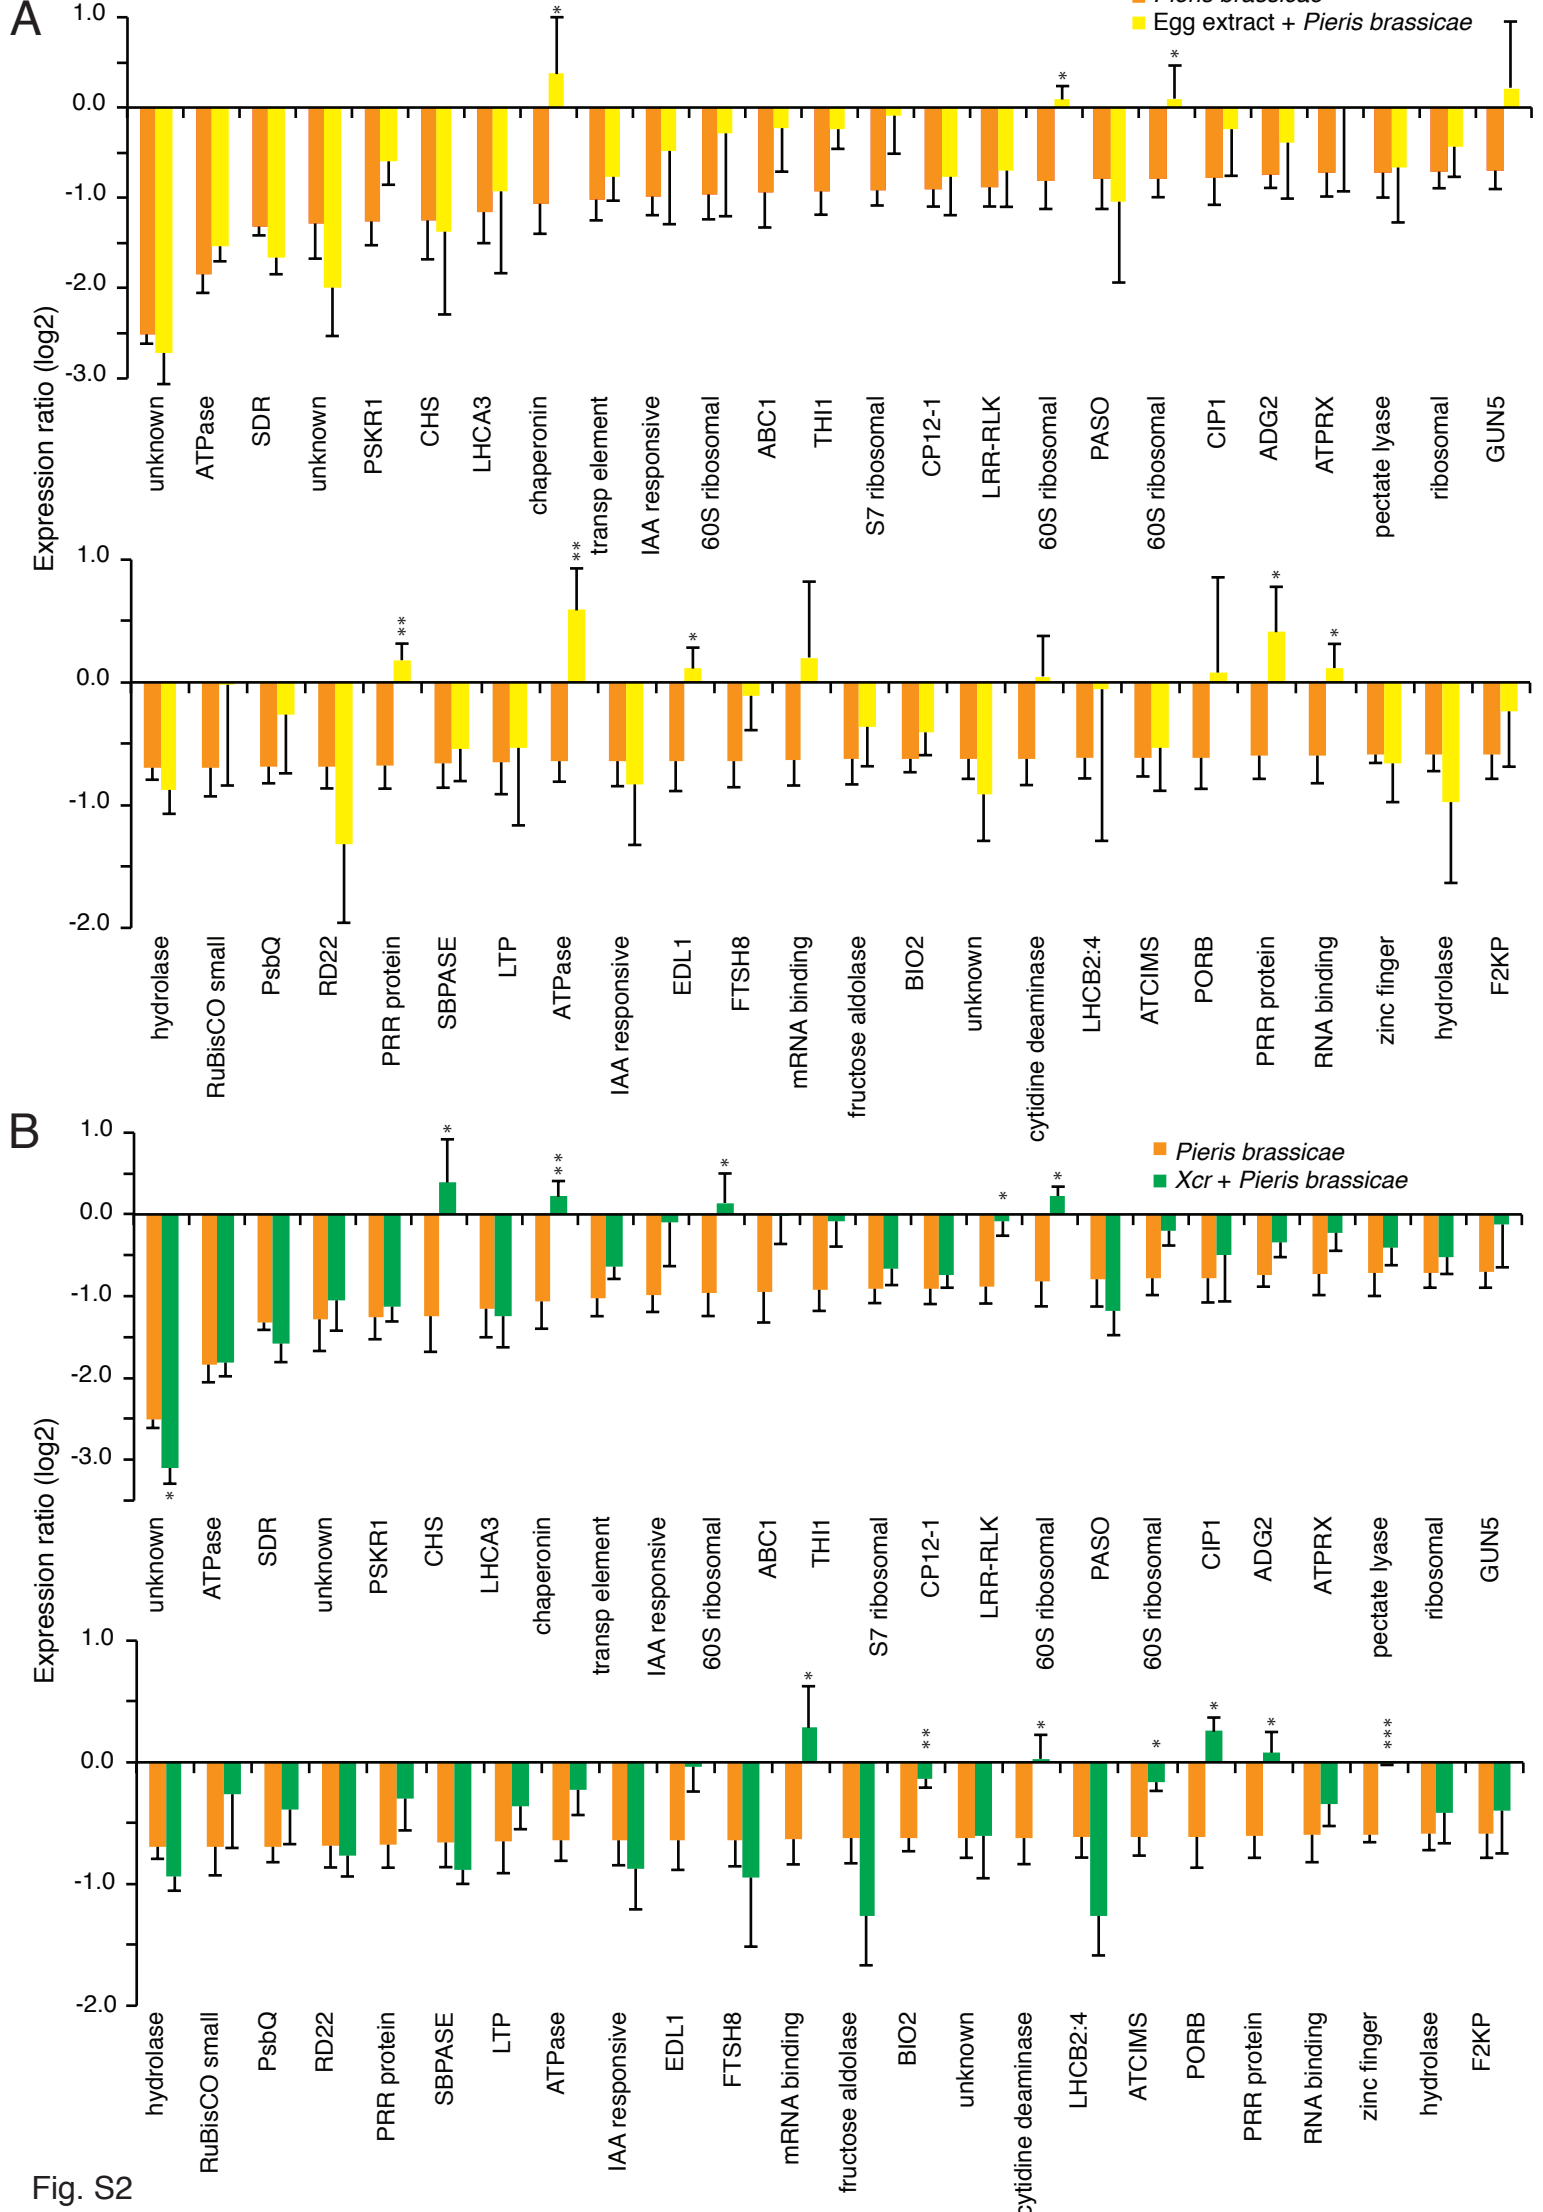 A
Pieris brassicae
Egg extract + Pieris brassicae
Expression ratio (log2)
1.0
0.0
-1.0
-2.0
-3.0
*
*
*
unknown
ATPase
SDR
unknown
PSKR1
CHS
LHCA3
chaperonin
transp element
IAA responsive
60S ribosomal
ABC1
THI1
S7 ribosomal
CP12-1
LRR-RLK
60S ribosomal
PASO
60S ribosomal
CIP1
ADG2
ATPRX
pectate lyase
ribosomal
GUN5
1.0
0.0
-1.0
-2.0
**
**
*
*
*
hydrolase
RuBisCO small
PsbQ
RD22
PRR protein
SBPASE
LTP
ATPase
IAA responsive
EDL1
FTSH8
mRNA binding
fructose aldolase
BIO2
unknown
cytidine deaminase
LHCB2:4
ATCIMS
PORB
PRR protein
RNA binding
zinc finger
hydrolase
F2KP
B
Pieris brassicae
Xcr + Pieris brassicae
Expression ratio (log2)
1.0
0.0
-1.0
-2.0
-3.0
*
*
**
*
*
*
unknown
ATPase
SDR
unknown
PSKR1
CHS
LHCA3
chaperonin
transp element
IAA responsive
60S ribosomal
ABC1
THI1
S7 ribosomal
CP12-1
LRR-RLK
60S ribosomal
PASO
60S ribosomal
CIP1
ADG2
ATPRX
pectate lyase
ribosomal
GUN5
1.0
0.0
-1.0
-2.0
*
**
*
*
*
*
***
hydrolase
RuBisCO small
PsbQ
RD22
PRR protein
SBPASE
LTP
ATPase
IAA responsive
EDL1
FTSH8
mRNA binding
fructose aldolase
BIO2
unknown
cytidine deaminase
LHCB2:4
ATCIMS
PORB
PRR protein
RNA binding
zinc finger
hydrolase
F2KP
Fig. S2